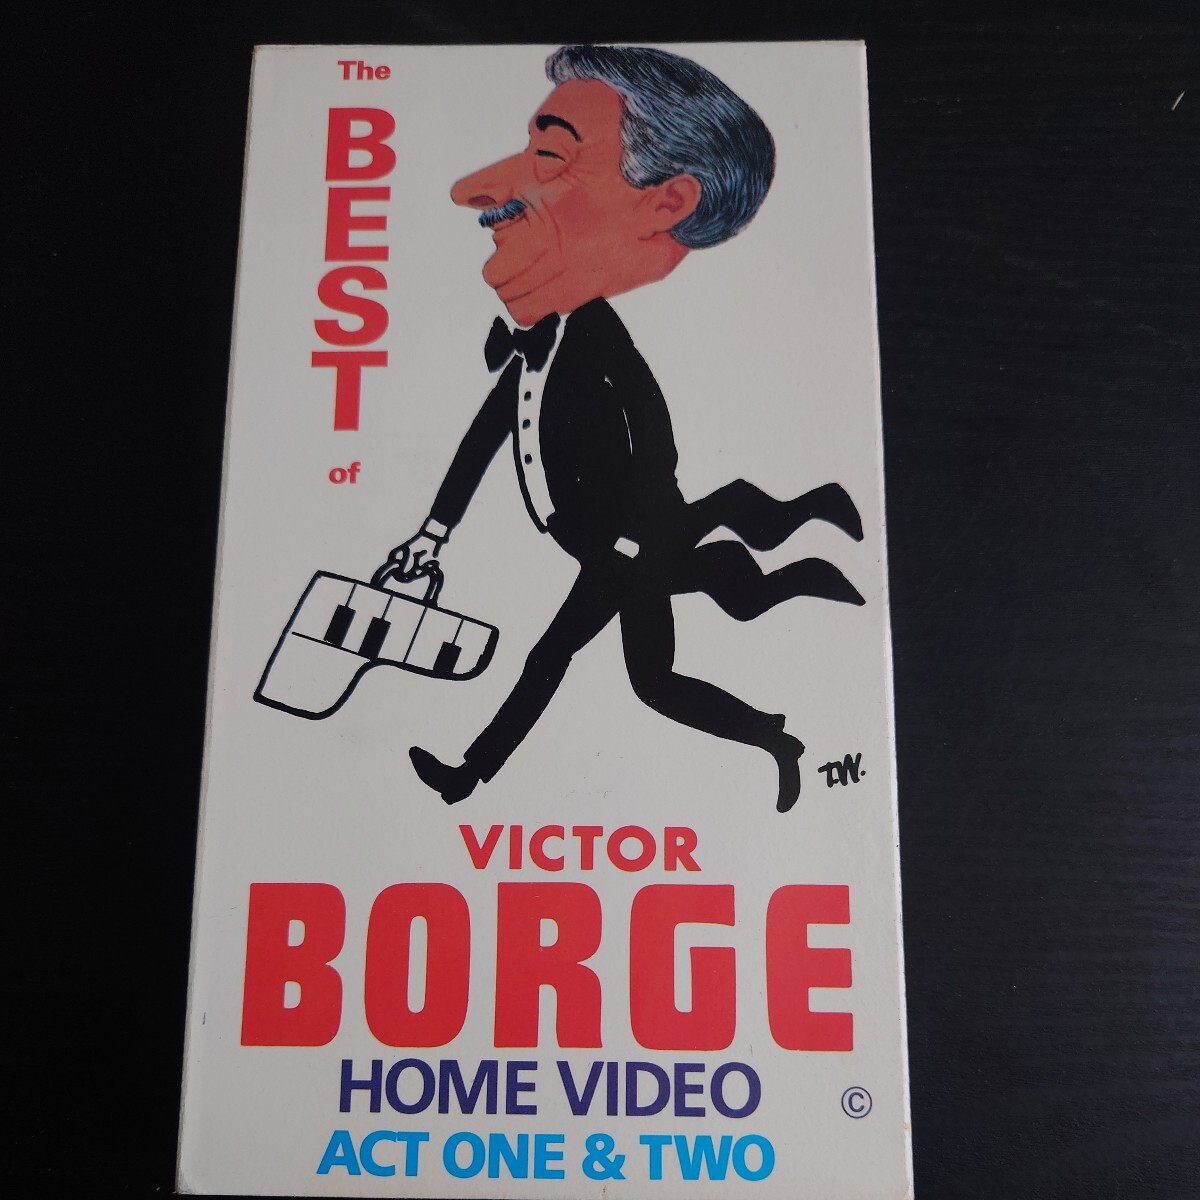 The
BEST
of
T.W.
VICTOR
BORGE
HOME VIDEO
©
ACT ONE & TWO